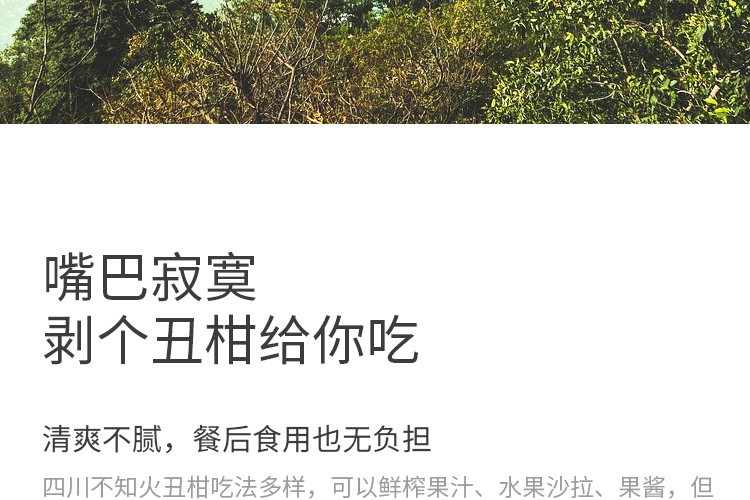 嘴巴寂寞
剥个丑柑给你吃
清爽不腻，餐后食用也无负担
四川不知火丑柑吃法多样，可以鲜榨果汁、水果沙拉、果酱，但